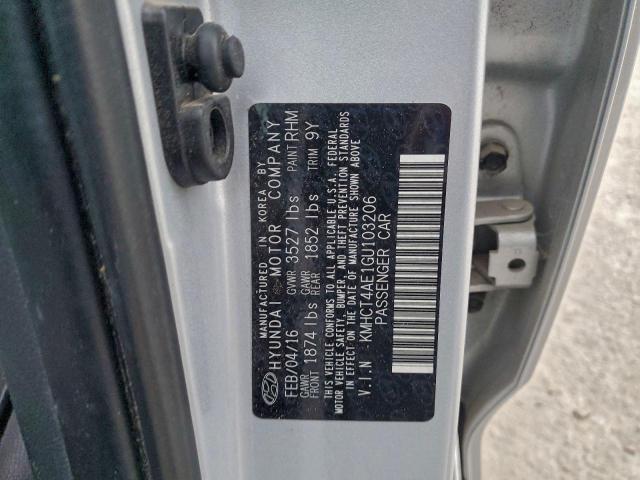 MANUFACTURED IN KOREA BY
HYUNDAI MOTOR COMPANY
FEB/04/16 GVWR 3527 lbs PAINT RHM
GAWR FRONT 1874 lbs GAWR REAR 1852 lbs TRIM 9Y
THIS VEHICLE CONFORMS TO ALL APPLICABLE U.S.A. FEDERAL
MOTOR VEHICLE SAFETY, BUMPER, AND THEFT PREVENTION STANDARDS
IN EFFECT ON THE DATE OF MANUFACTURE SHOWN ABOVE
V.I.N : KMHCT4AE1GU103206
PASSENGER CAR